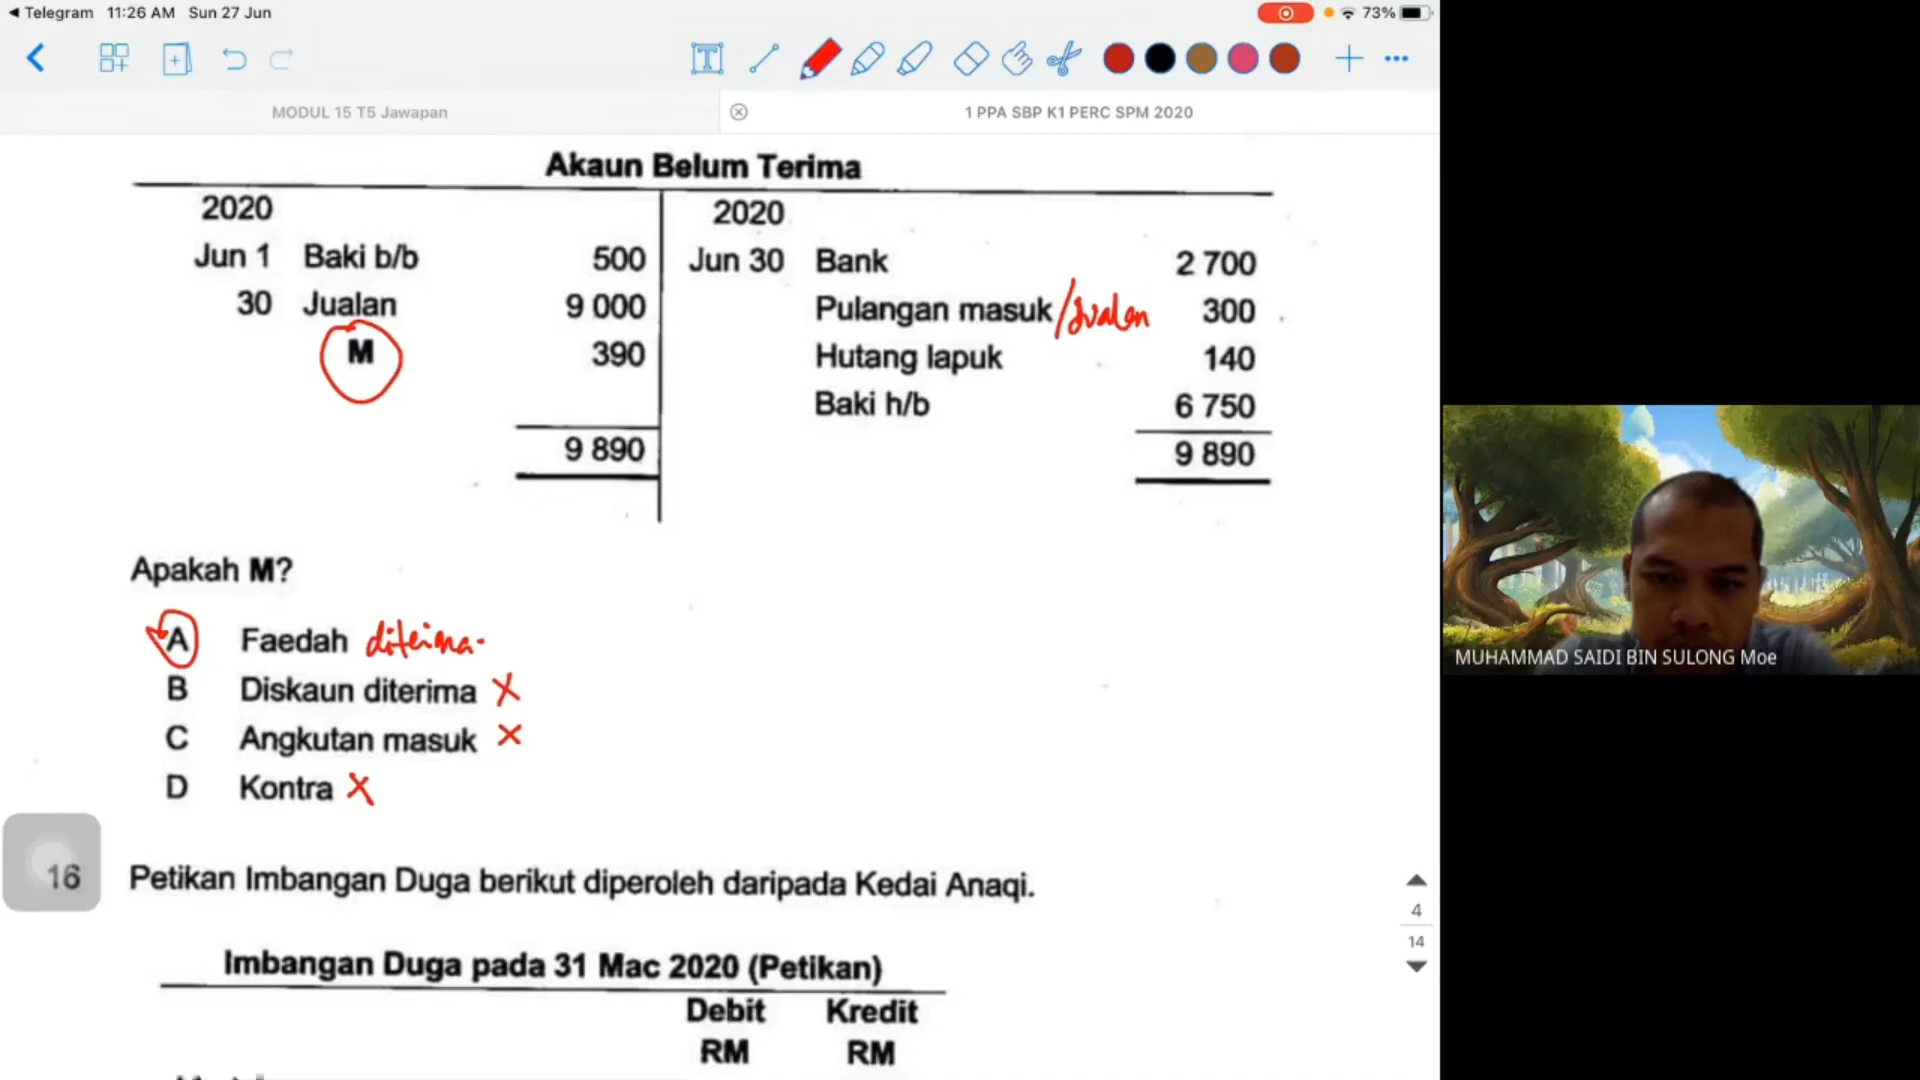 Telegram 11:26 AM Sun 27 Jun 73%
MODUL 15 T5 Jawapan
1 PPA SBP K1 PERC SPM 2020
Akaun Belum Terima
2020 2020
Jun 1 Baki b/b 500 Jun 30 Bank 2 700
30 Jualan 9 000 Pulangan masuk /Jualan 300
M 390 Hutang lapuk 140
Baki h/b 6 750
9 890 9 890
Apakah M?
A Faedah diterima.
B Diskaun diterima X
C Angkutan masuk X
D Kontra X
16 Petikan Imbangan Duga berikut diperoleh daripada Kedai Anaqi.
Imbangan Duga pada 31 Mac 2020 (Petikan)
Debit Kredit
RM RM
4
14
MUHAMMAD SAIDI BIN SULONG Moe